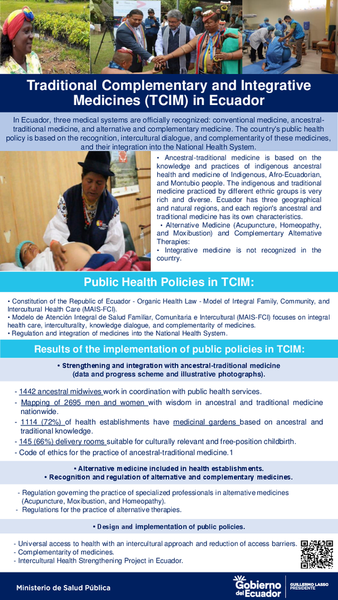 Traditional Complementary and Integrative
Medicines (TCIM) in Ecuador
In Ecuador, three medical systems are officially recognized: conventional medicine, ancestral-
traditional medicine, and alternative and complementary medicine. The country's public health
policy is based on the recognition, intercultural dialogue, and complementarity of these medicines,
and their integration into the National Health System.
• Ancestral-traditional medicine is based on the
knowledge and practices of indigenous ancestral
health and medicine of Indigenous, Afro-Ecuadorian,
and Montubio people. The indigenous and traditional
medicine practiced by different ethnic groups is very
rich and diverse. Ecuador has three geographical
and natural regions, and each region's ancestral and
traditional medicine has its own characteristics.
• Alternative Medicine (Acupuncture, Homeopathy,
and Moxibustion) and Complementary Alternative
Therapies:
• Integrative medicine is not recognized in the
country.
Public Health Policies in TCIM:
• Constitution of the Republic of Ecuador - Organic Health Law - Model of Integral Family, Community, and
Intercultural Health Care (MAIS-FCI).
• Modelo de Atención Integral de Salud Familiar, Comunitaria e Intercultural (MAIS-FCI) focuses on integral
health care, interculturality, knowledge dialogue, and complementarity of medicines.
• Regulation and integration of medicines into the National Health System.
Results of the implementation of public policies in TCIM:
• Strengthening and integration with ancestral-traditional medicine
(data and progress scheme and illustrative photographs).
- 1442 ancestral midwives work in coordination with public health services.
- Mapping of 2695 men and women with wisdom in ancestral and traditional medicine
nationwide.
- 1114 (72%) of health establishments have medicinal gardens based on ancestral and
traditional knowledge.
- 145 (66%) delivery rooms suitable for culturally relevant and free-position childbirth.
- Code of ethics for the practice of ancestral-traditional medicine.1
• Alternative medicine included in health establishments.
• Recognition and regulation of alternative and complementary medicines.
- Regulation governing the practice of specialized professionals in alternative medicines
(Acupuncture, Moxibustion, and Homeopathy).
- Regulations for the practice of alternative therapies.
• Design and implementation of public policies.
- Universal access to health with an intercultural approach and reduction of access barriers.
- Complementarity of medicines.
- Intercultural Health Strengthening Project in Ecuador.
Ministerio de Salud Pública
Gobierno
del Ecuador
GUILLERMO LASSO
PRESIDENTE